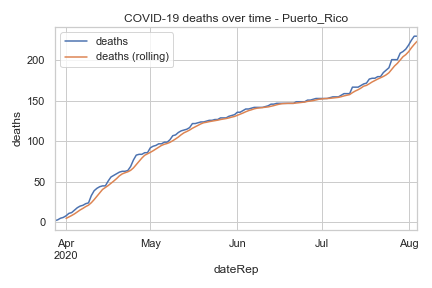 COVID-19 deaths over time - Puerto_Rico
deaths
deaths (rolling)
deaths
200
150
100
50
0
Apr May Jun Jul Aug
2020
dateRep